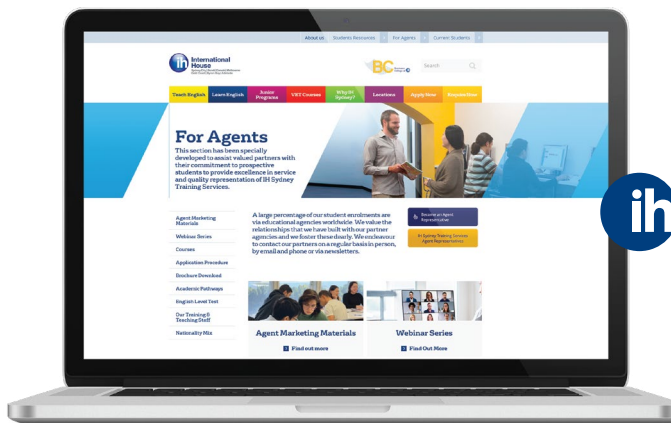 About us Students Resources For Agents Current Students
ih International
House
BC
Search
Teach English Learn English Junior
Programs VET Courses Why IH
Sydney? Locations Apply Now
For Agents
This section has been specially
developed to assist valued partners with
their commitment to prospective
students to provide excellence in service
and quality representation of IH Sydney
Training Services.
Agent Marketing
Materials
Webinar Series
Courses
Application Procedure
Brochure Download
Academic Pathways
English Level Test
Our Training &
Teaching Staff
Nationality Mix
A large percentage of our student enrolments are
via educational agencies worldwide. We value the
relationships that we have built with our partner
agencies and we foster these dearly. We endeavour
to contact our partners on a regular basis in person,
by email and phone or via newsletters.
Become an Agent
Representative
IH Sydney Training Services
Agent Representatives
Agent Marketing Materials
Find out more
Webinar Series
Find Out More
ih